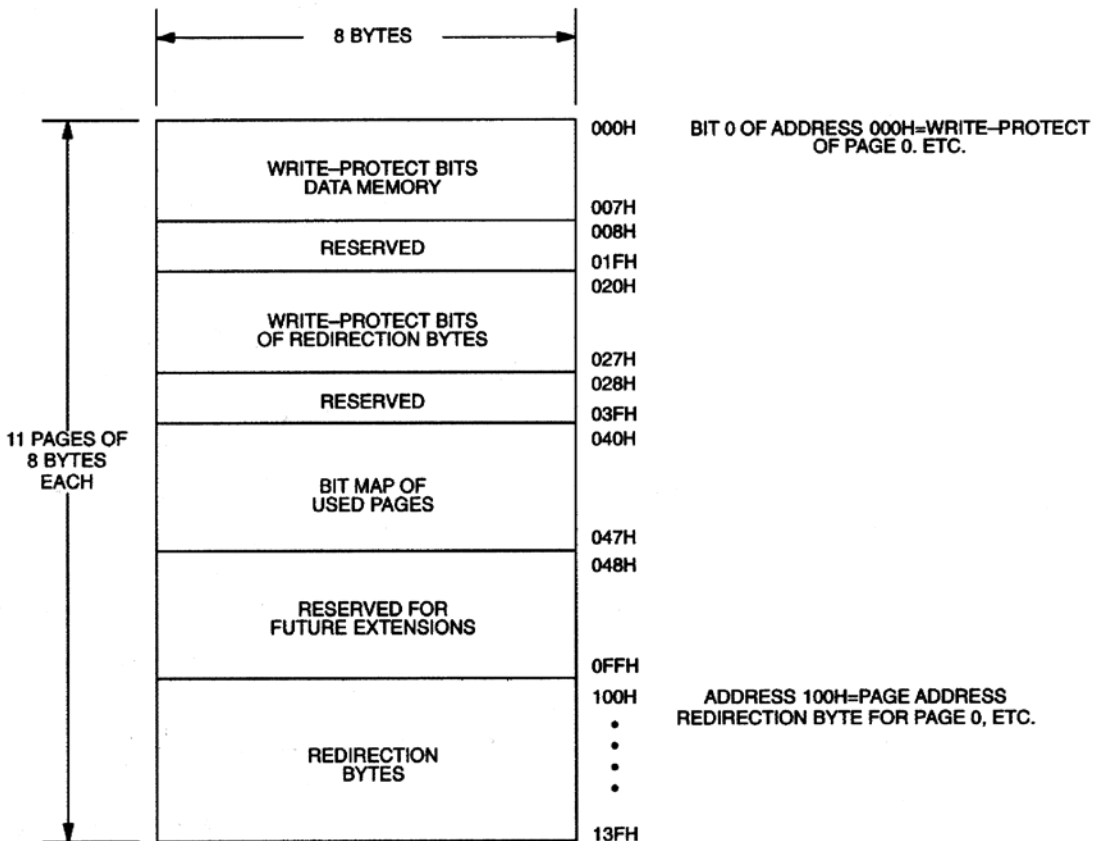 8 BYTES
000H
BIT 0 OF ADDRESS 000H=WRITE–PROTECT
OF PAGE 0. ETC.
WRITE–PROTECT BITS
DATA MEMORY
007H
008H
RESERVED
01FH
020H
WRITE–PROTECT BITS
OF REDIRECTION BYTES
027H
028H
RESERVED
03FH
11 PAGES OF
8 BYTES
EACH
040H
BIT MAP OF
USED PAGES
047H
048H
RESERVED FOR
FUTURE EXTENSIONS
0FFH
100H
ADDRESS 100H=PAGE ADDRESS
REDIRECTION BYTE FOR PAGE 0, ETC.
REDIRECTION
BYTES
13FH